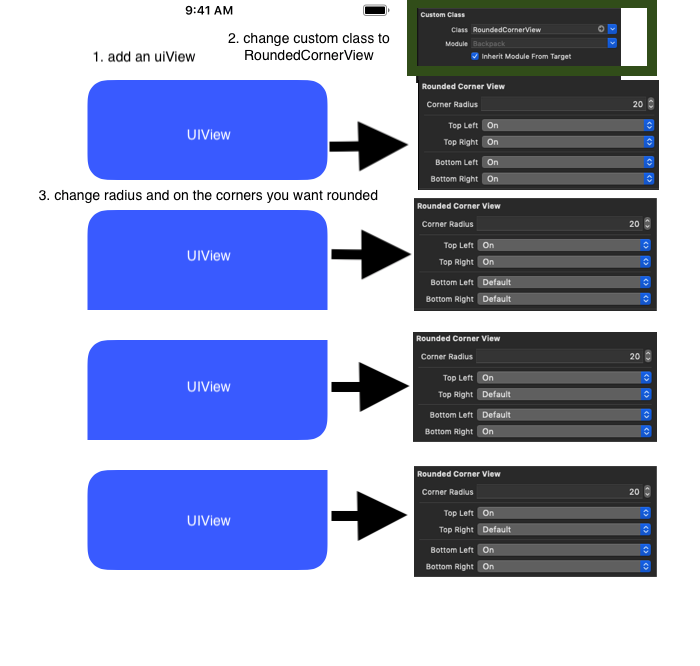 9:41 AM
1. add an uiView
2. change custom class to
RoundedCornerView
Custom Class
Class RoundedCornerView
Module Backpack
Inherit Module From Target
UIView
Rounded Corner View
Corner Radius 20
Top Left On
Top Right On
Bottom Left On
Bottom Right On
3. change radius and on the corners you want rounded
UIView
Rounded Corner View
Corner Radius 20
Top Left On
Top Right On
Bottom Left Default
Bottom Right Default
UIView
Rounded Corner View
Corner Radius 20
Top Left On
Top Right Default
Bottom Left Default
Bottom Right On
UIView
Rounded Corner View
Corner Radius 20
Top Left On
Top Right Default
Bottom Left On
Bottom Right On